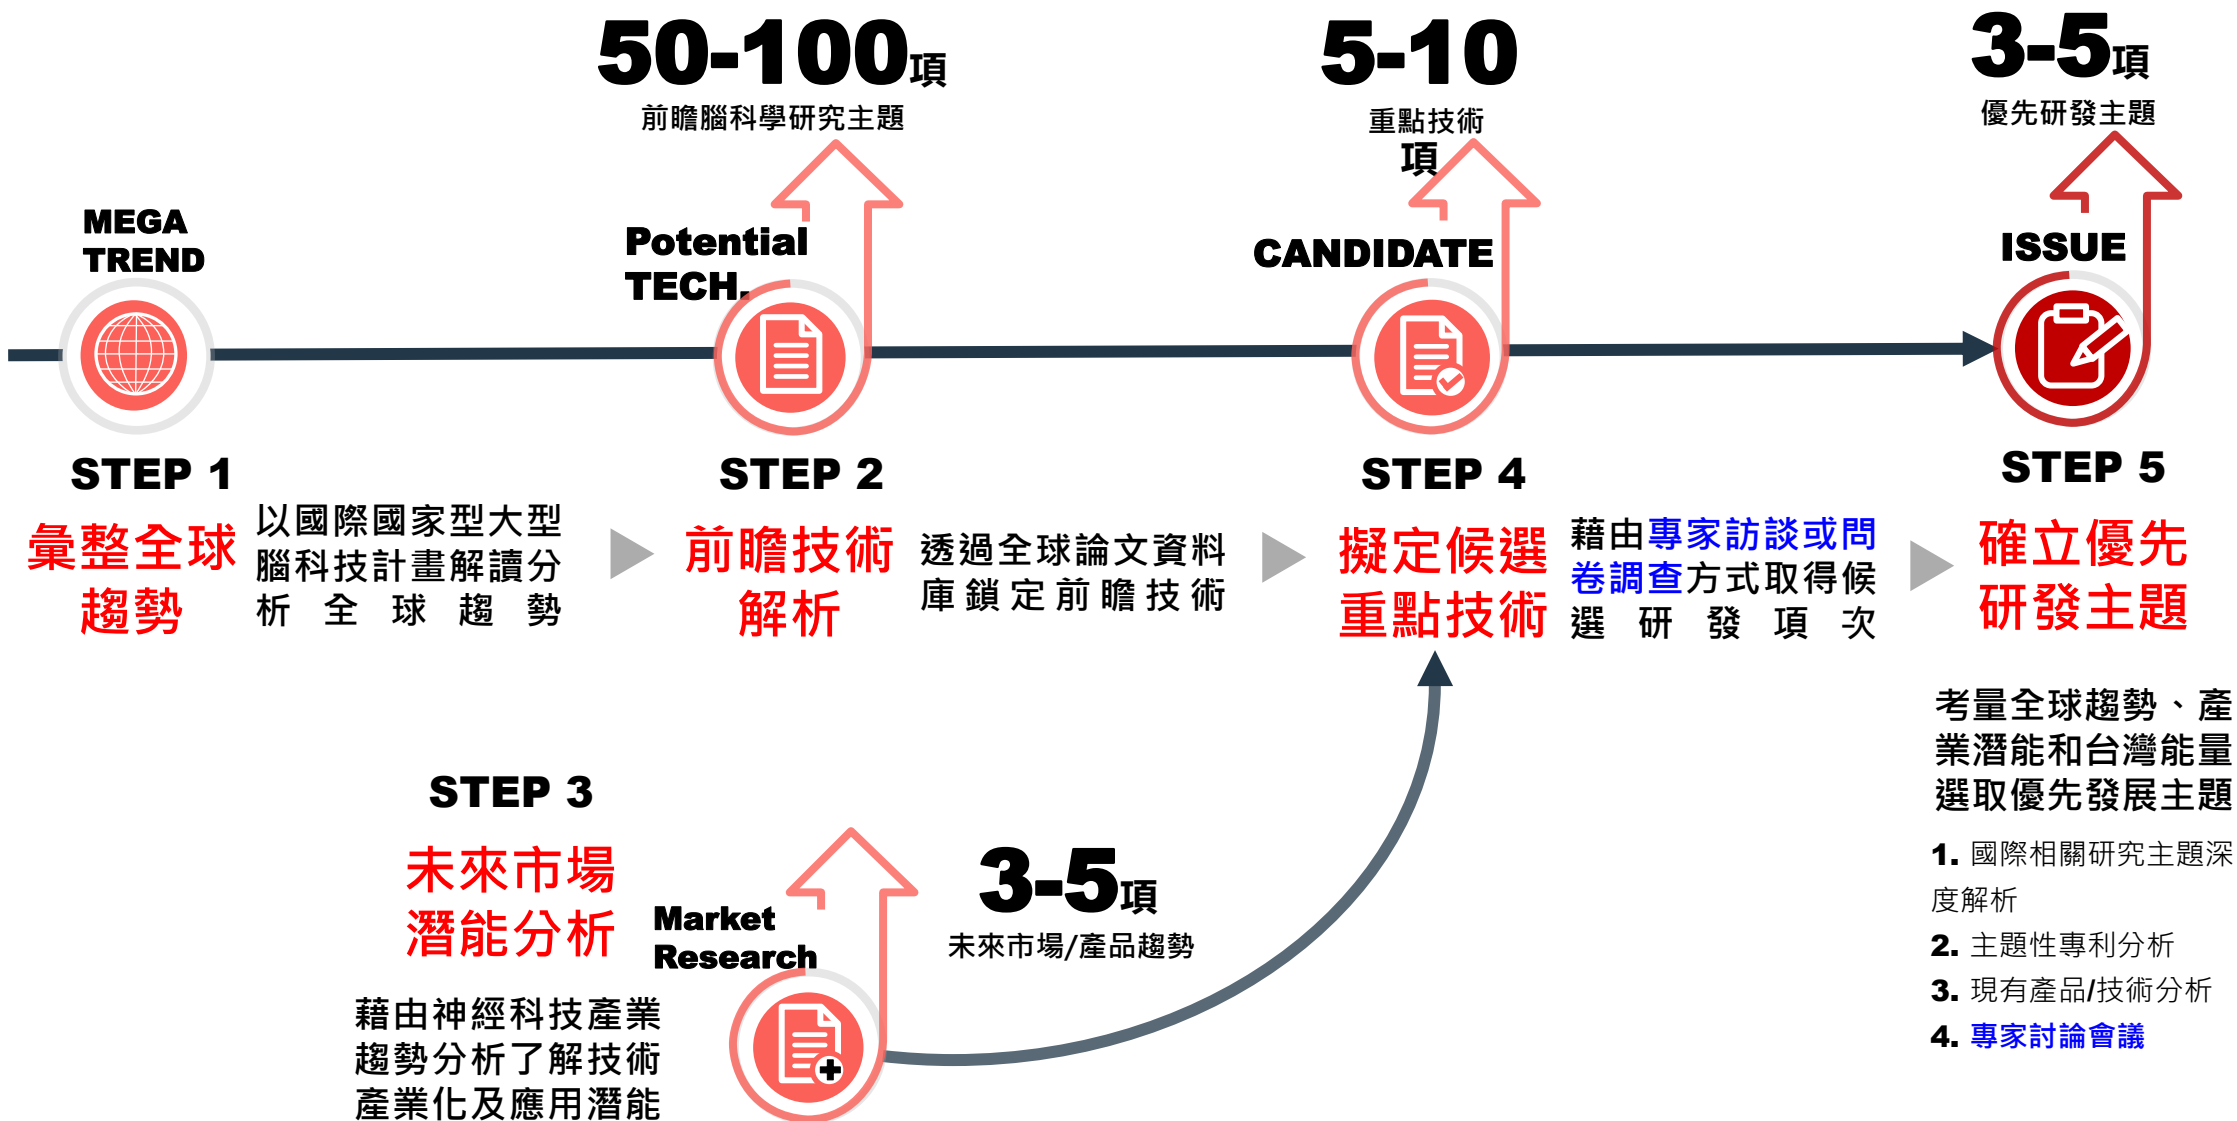 50-100項
前瞻腦科學研究主題
5-10
重點技術
項
3-5項
優先研發主題
MEGA
TREND
Potential
TECH.
CANDIDATE
ISSUE
STEP 1
彙整全球
趨勢
以國際國家型大型
腦科技計畫解讀分
析全球趨勢
STEP 2
前瞻技術
解析
透過全球論文資料
庫鎖定前瞻技術
STEP 4
擬定候選
重點技術
藉由專家訪談或問
卷調查方式取得候
選研發項次
STEP 5
確立優先
研發主題
考量全球趨勢、產
業潛能和台灣能量
選取優先發展主題
1. 國際相關研究主題深
度解析
2. 主題性專利分析
3. 現有產品/技術分析
4. 專家討論會議
STEP 3
未來市場
潛能分析
藉由神經科技產業
趨勢分析了解技術
產業化及應用潛能
Market
Research
3-5項
未來市場/產品趨勢